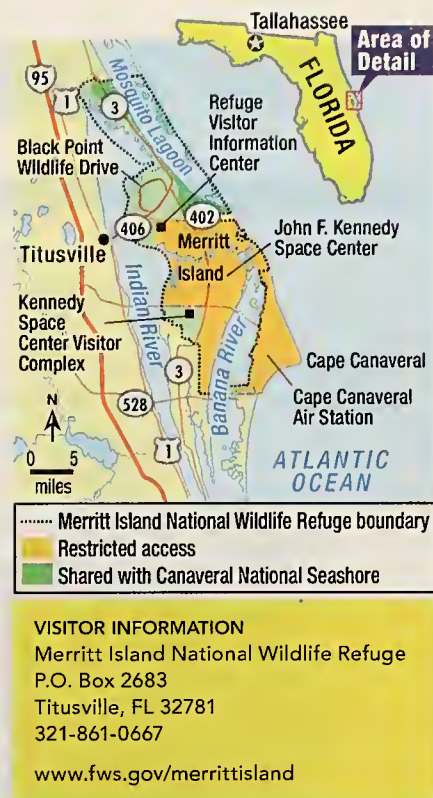 Tallahassee
Area of
Detail
FLORIDA
95
1
3
Mosquito Lagoon
Refuge
Visitor
Information
Center
Black Point
Wildlife Drive
406
402
Titusville
Merritt
Island
John F. Kennedy
Space Center
Indian River
Kennedy
Space
Center Visitor
Complex
3
Banana River
Cape Canaveral
Cape Canaveral
Air Station
528
1
N
0 5
miles
ATLANTIC
OCEAN
Merritt Island National Wildlife Refuge boundary
Restricted access
Shared with Canaveral National Seashore
VISITOR INFORMATION
Merritt Island National Wildlife Refuge
P.O. Box 2683
Titusville, FL 32781
321-861-0667
www.fws.gov/merrittisland